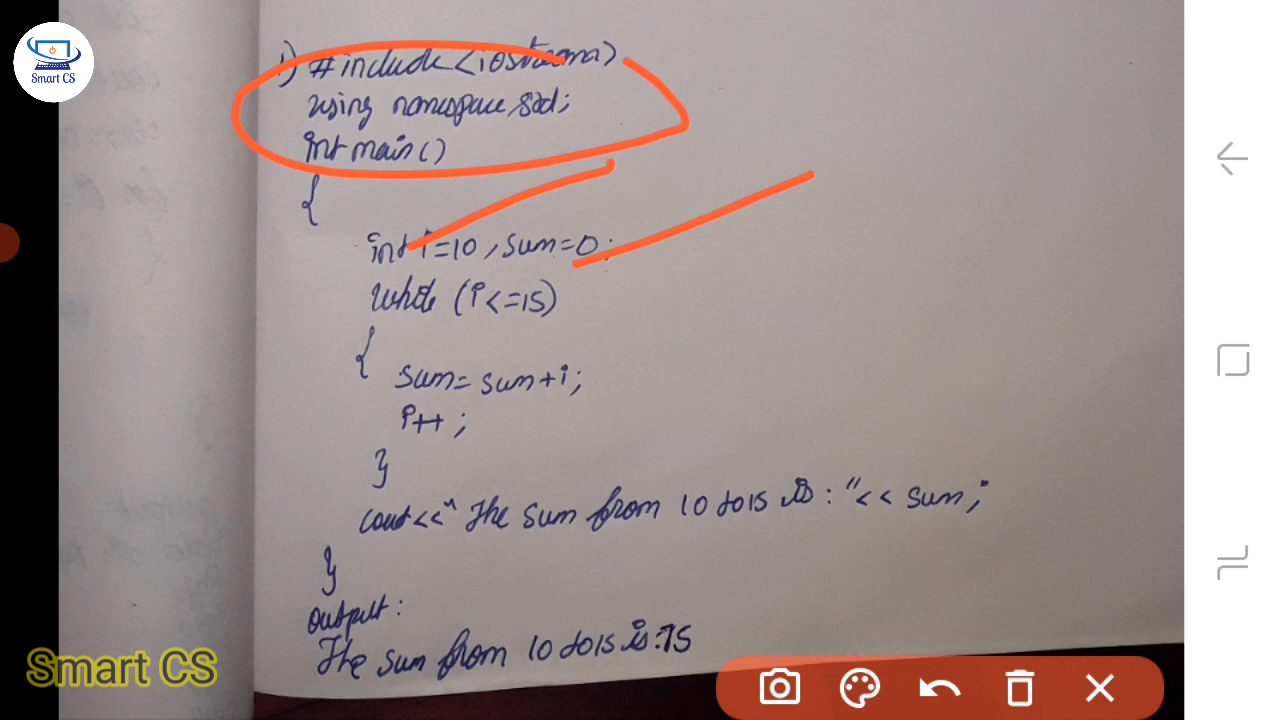 Smart CS
1) #include <iostream>
using namespace std;
int main()
{
int i=10, sum=0;
while (i<=15)
{
sum= sum+i;
i++;
}
cout<<" The sum from 10 to 15 is : "<< sum;
}
output:
The sum from 10 to 15 is :75
Smart CS